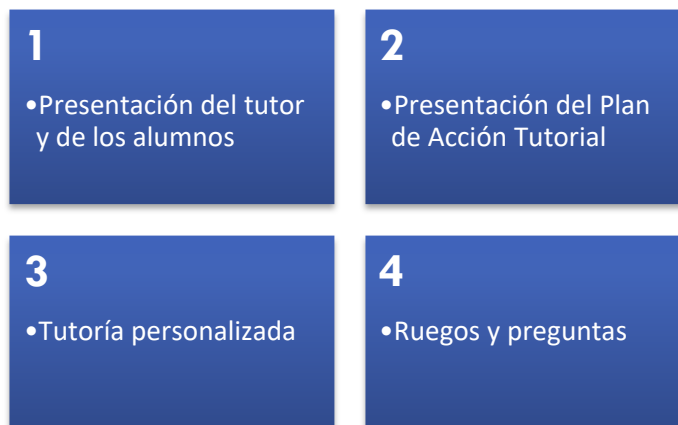 1
•Presentación del tutor
y de los alumnos
2
•Presentación del Plan
de Acción Tutorial
3
•Tutoría personalizada
4
•Ruegos y preguntas